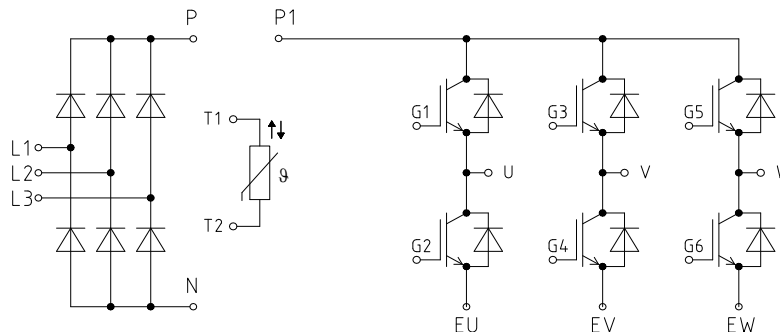 P P1
G1 G3 G5
T1
L1
L2 U V
L3 ϑ
T2
G2 G4 G6
N
EU EV EW